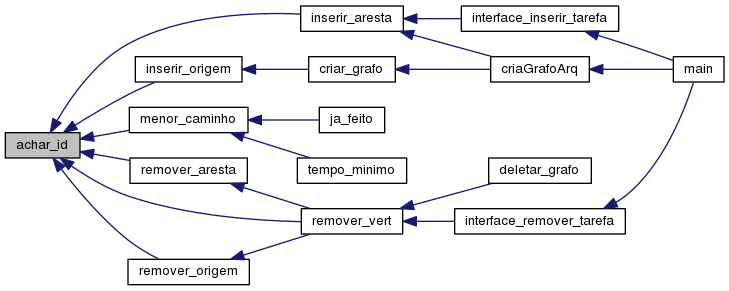 inserir_aresta
interface_inserir_tarefa
inserir_origem
criar_grafo
criaGrafoArq
main
menor_caminho
ja_feito
achar_id
remover_aresta
tempo_minimo
deletar_grafo
remover_vert
interface_remover_tarefa
remover_origem